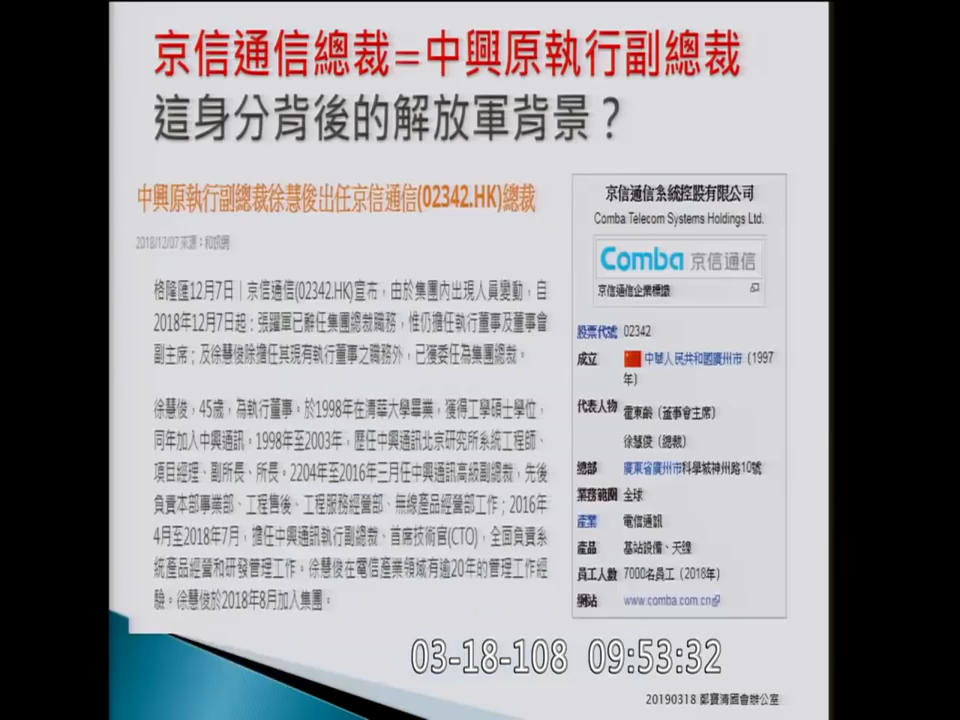 京信通信總裁=中興原執行副總裁
這身分背後的解放軍背景？
中興原執行副總裁徐慧俊出任京信通信(02342.HK)總裁
2018/12/07 來源：和訊網
格隆匯12月7日｜京信通信(02342.HK)宣布，由於集團內出現人員變動，自
2018年12月7日起：張躍軍已辭任集團總裁職務，惟仍擔任執行董事及董事會
副主席；及徐慧俊除擔任其現有執行董事之職務外，已獲委任為集團總裁。
徐慧俊，45歲，為執行董事。於1998年在清華大學畢業，獲得工學碩士學位，
同年加入中興通訊。1998年至2003年，歷任中興通訊北京研究所系統工程師、
項目經理、副所長、所長。2204年至2016年三月任中興通訊高級副總裁，先後
負責本部事業部、工程售後、工程服務經營部、無線產品經營部工作；2016年
4月至2018年7月，擔任中興通訊執行副總裁、首席技術官(CTO)，全面負責系
統產品經營和研發管理工作。徐慧俊在電信產業領域有逾20年的管理工作經
驗。徐慧俊於2018年8月加入集團。
京信通信系統控股有限公司
Comba Telecom Systems Holdings Ltd.
Comba 京信通信
京信通信企業標識
股票代號 02342
成立 中華人民共和國廣州市（1997
年）
代表人物 霍東齡（董事會主席）
徐慧俊（總裁）
總部 廣東省廣州市科學城神州路10號
業務範圍 全球
產業 電信通訊
產品 基站設備、天線
員工人數 7000名員工（2018年）
網站 www.comba.com.cn
03-18-108 09:53:32
20190318 鄭寶清國會辦公室